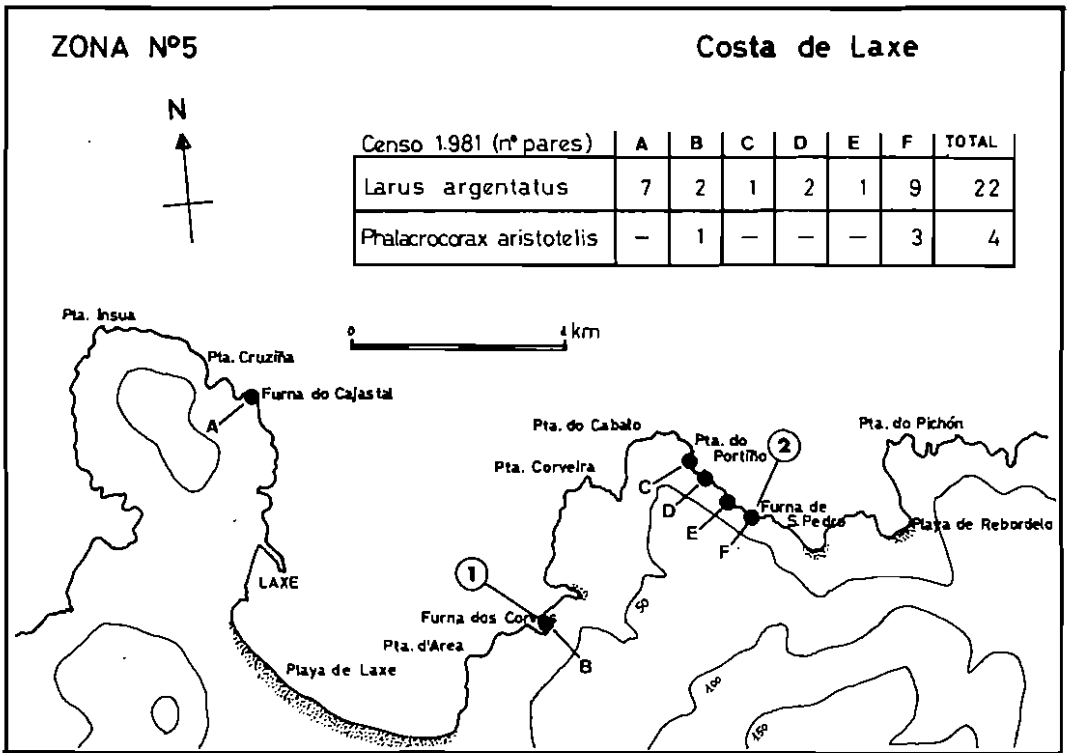 ZONA Nº5
Costa de Laxe
N
Censo 1.981 (nº pares) A B C D E F TOTAL
Larus argentatus 7 2 1 2 1 9 22
Phalacrocorax aristotelis — 1 — — — 3 4
Pta. Insua
0 1 km
Pta. Cruziña
Furna do Cajastal
A
Pta. do Cabalo
Pta. do Pichón
Pta. do
Portiño
2
Pta. Corveira
C
D
Furna de
S. Pedro
E
Playa de Rebordelo
F
LAXE
1
50
Furna dos Corvos
Pta. d'Area
B
Playa de Laxe
100
150